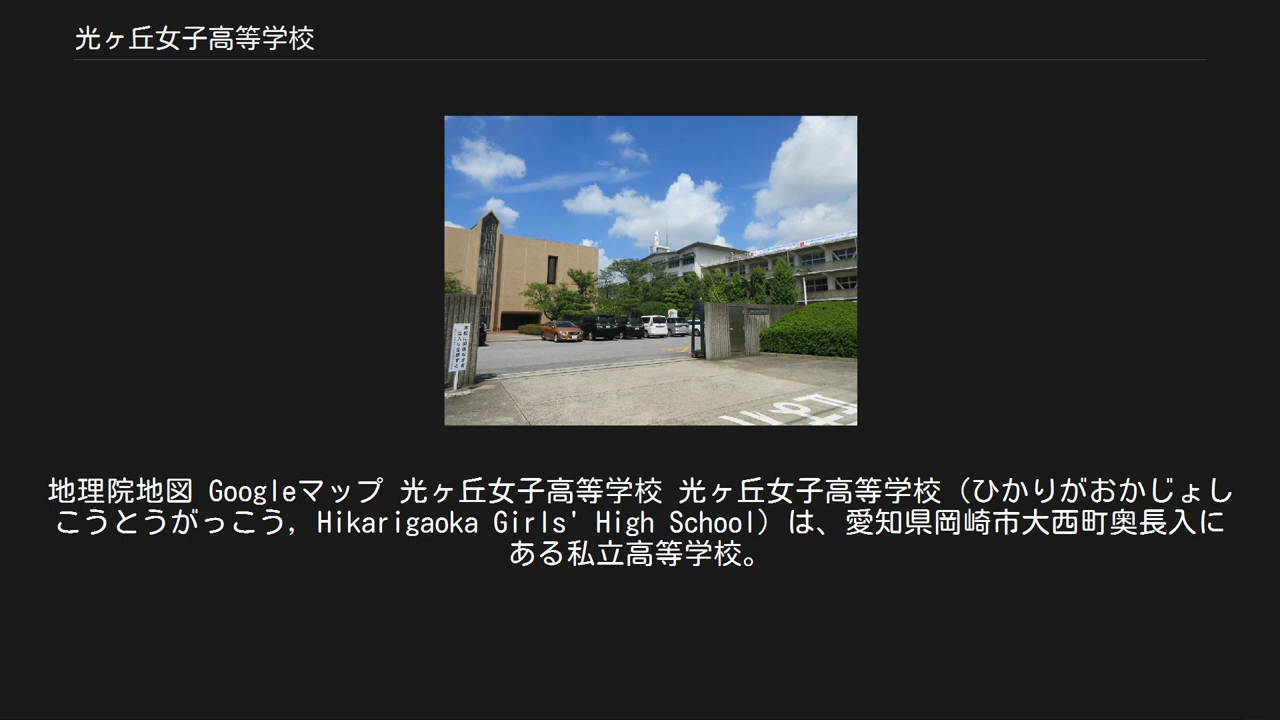 光ヶ丘女子高等学校
地理院地図 Googleマップ 光ヶ丘女子高等学校 光ヶ丘女子高等学校（ひかりがおかじょし
こうとうがっこう, Hikarigaoka Girls' High School）は、愛知県岡崎市大西町奥長入に
ある私立高等学校。